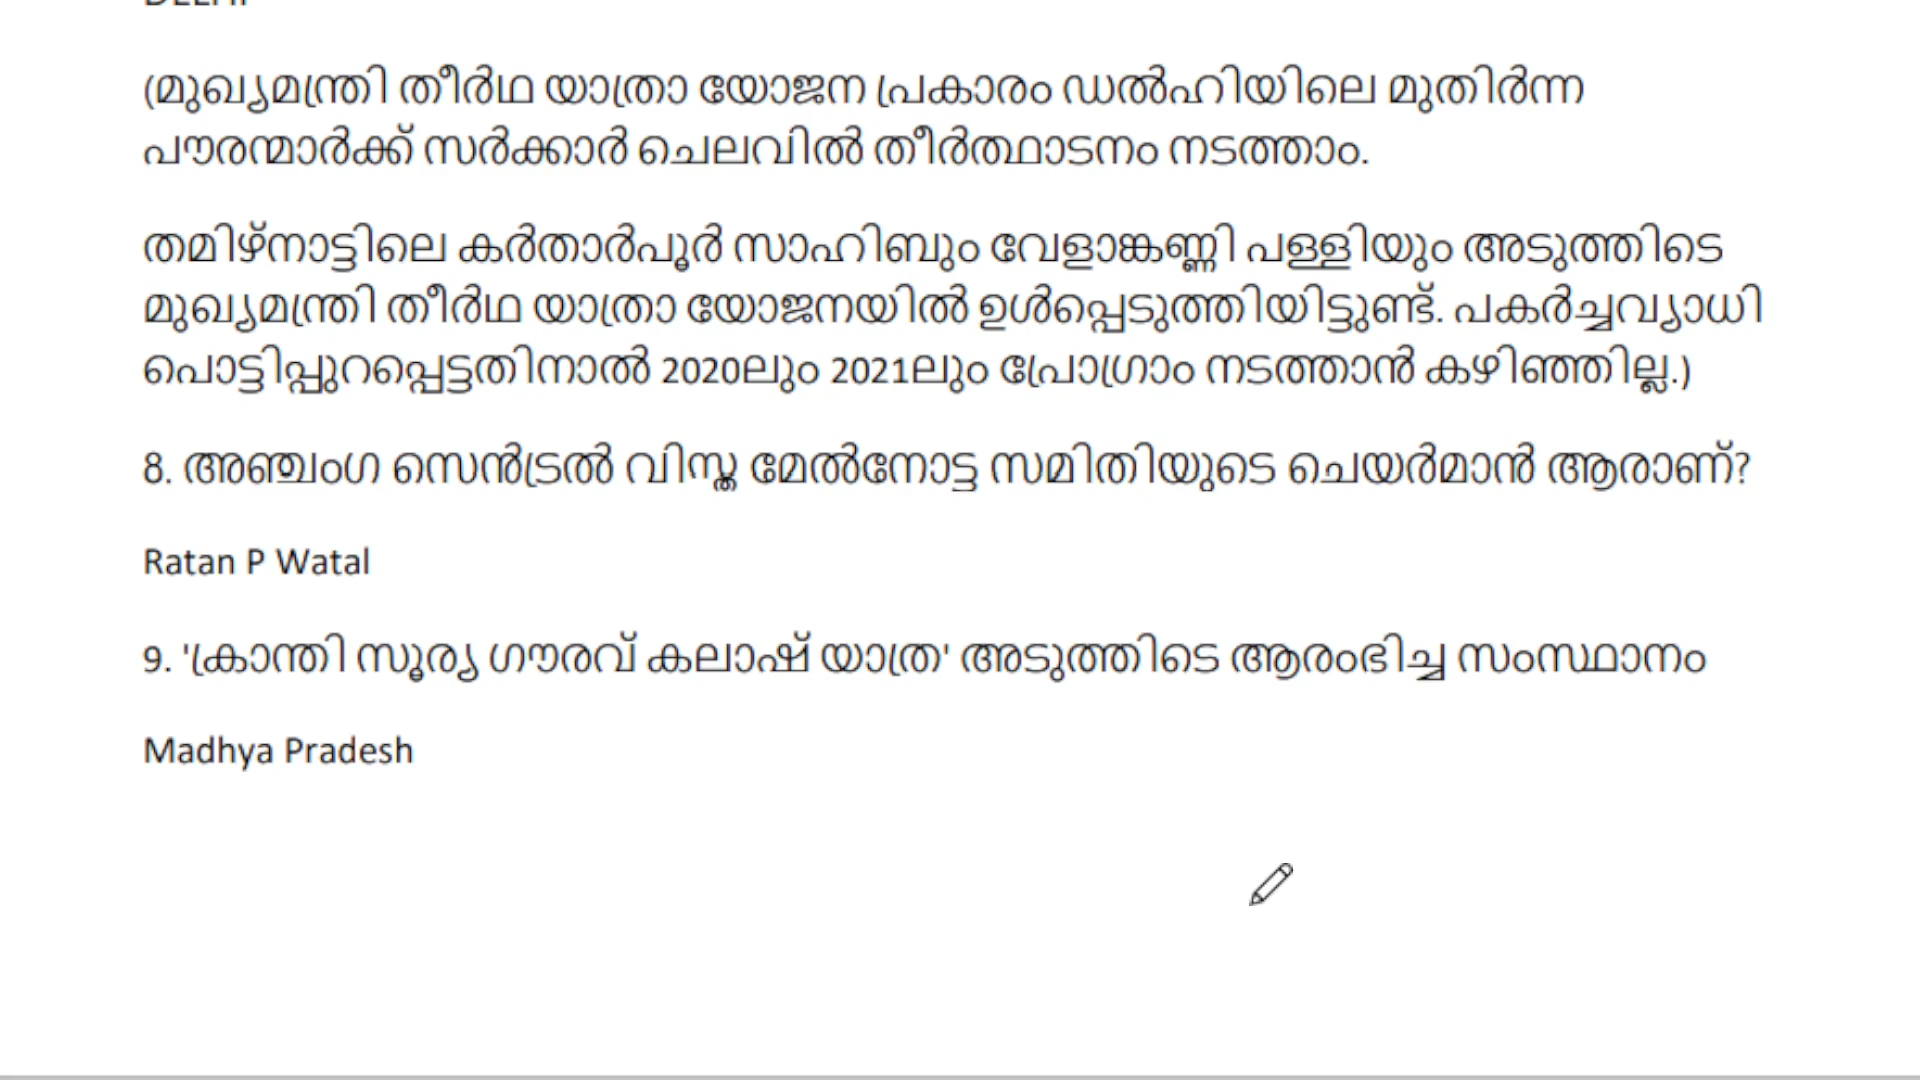 DELHI
(മുഖ്യമന്ത്രി തീർഥ യാത്രാ യോജന പ്രകാരം ഡൽഹിയിലെ മുതിർന്ന
പൗരന്മാർക്ക് സർക്കാർ ചെലവിൽ തീർത്ഥാടനം നടത്താം.
തമിഴ്നാട്ടിലെ കർതാർപൂർ സാഹിബും വേളാങ്കണ്ണി പള്ളിയും അടുത്തിടെ
മുഖ്യമന്ത്രി തീർഥ യാത്രാ യോജനയിൽ ഉൾപ്പെടുത്തിയിട്ടുണ്ട്. പകർച്ചവ്യാധി
പൊട്ടിപ്പുറപ്പെട്ടതിനാൽ 2020ലും 2021ലും പ്രോഗ്രാം നടത്താൻ കഴിഞ്ഞില്ല.)
8. അഞ്ചംഗ സെൻട്രൽ വിസ്ത മേൽനോട്ട സമിതിയുടെ ചെയർമാൻ ആരാണ്?
Ratan P Watal
9. 'ക്രാന്തി സൂര്യ ഗൗരവ് കലാഷ് യാത്ര' അടുത്തിടെ ആരംഭിച്ച സംസ്ഥാനം
Madhya Pradesh